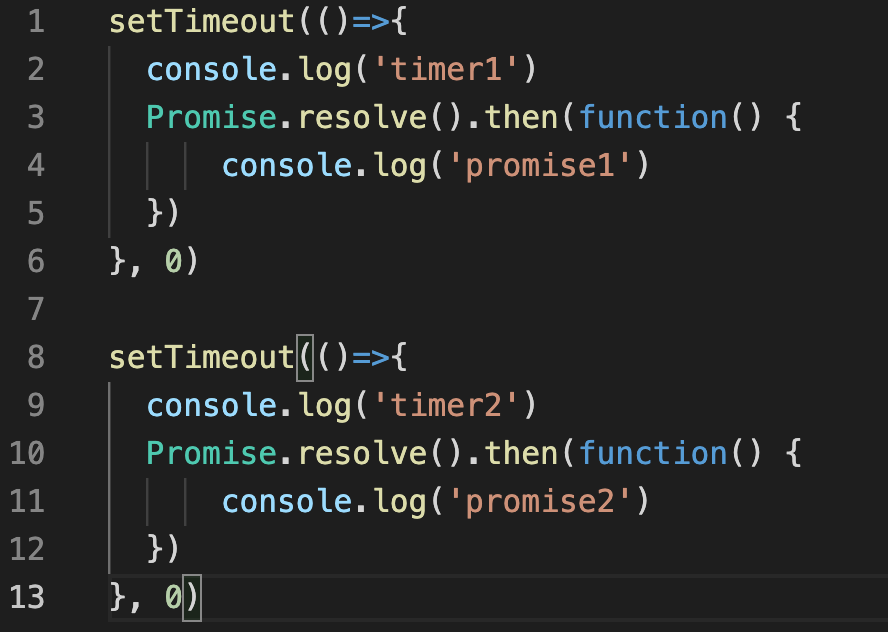 1 setTimeout(()=>{
2   console.log('timer1')
3   Promise.resolve().then(function() {
4       console.log('promise1')
5   })
6 }, 0)
7
8 setTimeout(()=>{
9   console.log('timer2')
10   Promise.resolve().then(function() {
11       console.log('promise2')
12   })
13 }, 0)